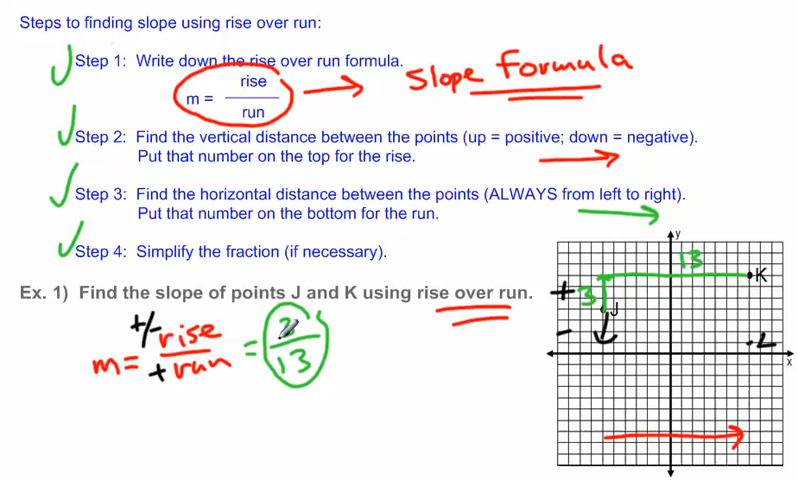 Steps to finding slope using rise over run:
Step 1: Write down the rise over run formula.
m = rise
run
Slope Formula
Step 2: Find the vertical distance between the points (up = positive; down = negative).
Put that number on the top for the rise.
Step 3: Find the horizontal distance between the points (ALWAYS from left to right).
Put that number on the bottom for the run.
Step 4: Simplify the fraction (if necessary).
Ex. 1) Find the slope of points J and K using rise over run.
+/- rise
m = =
+ run
13
y
13
K
+ 3
J
-
.L
x